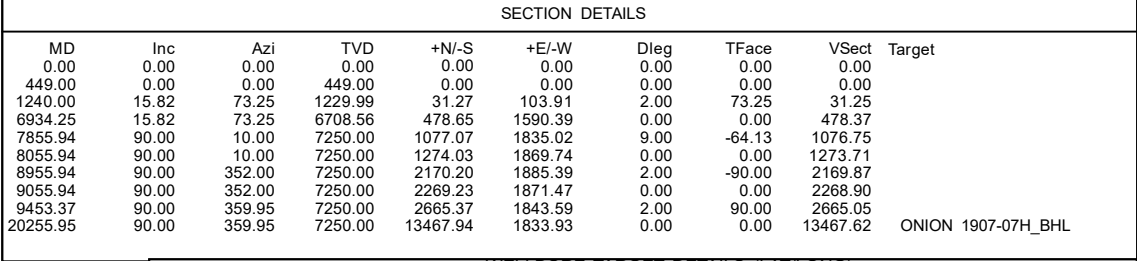 SECTION DETAILS
MD Inc Azi TVD +N/-S +E/-W Dleg TFace VSect Target
0.00 0.00 0.00 0.00 0.00 0.00 0.00 0.00 0.00
449.00 0.00 0.00 449.00 0.00 0.00 0.00 0.00 0.00
1240.00 15.82 73.25 1229.99 31.27 103.91 2.00 73.25 31.25
6934.25 15.82 73.25 6708.56 478.65 1590.39 0.00 0.00 478.37
7855.94 90.00 10.00 7250.00 1077.07 1835.02 9.00 -64.13 1076.75
8055.94 90.00 10.00 7250.00 1274.03 1869.74 0.00 0.00 1273.71
8955.94 90.00 352.00 7250.00 2170.20 1885.39 2.00 -90.00 2169.87
9055.94 90.00 352.00 7250.00 2269.23 1871.47 0.00 0.00 2268.90
9453.37 90.00 359.95 7250.00 2665.37 1843.59 2.00 90.00 2665.05
20255.95 90.00 359.95 7250.00 13467.94 1833.93 0.00 0.00 13467.62 ONION 1907-07H_BHL